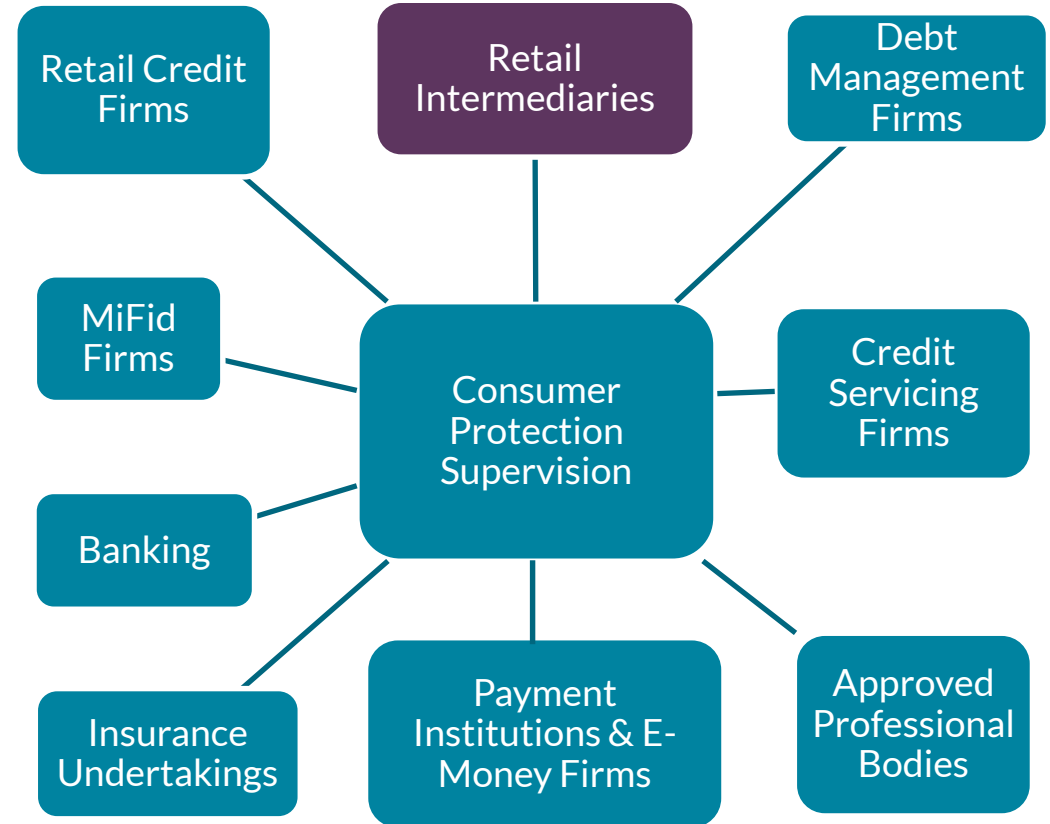 Retail Credit
Firms
Retail
Intermediaries
Debt
Management
Firms
MiFid
Firms
Consumer
Protection
Supervision
Credit
Servicing
Firms
Banking
Insurance
Undertakings
Payment
Institutions & E-
Money Firms
Approved
Professional
Bodies